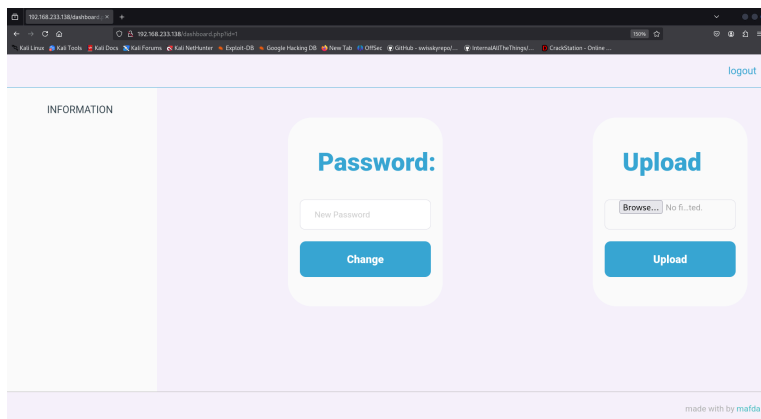 192.168.233.138/dashboard.
192.168.233.138/dashboard.php?id=1
150%
Kali Linux Kali Tools Kali Docs Kali Forums Kali NetHunter Exploit-DB Google Hacking DB New Tab OffSec GitHub - swisskyrepo/... InternalAllTheThings/... CrackStation - Online ...
logout
INFORMATION
Password:
Upload
New Password
Browse... No fi...ted.
Change
Upload
made with by mafda